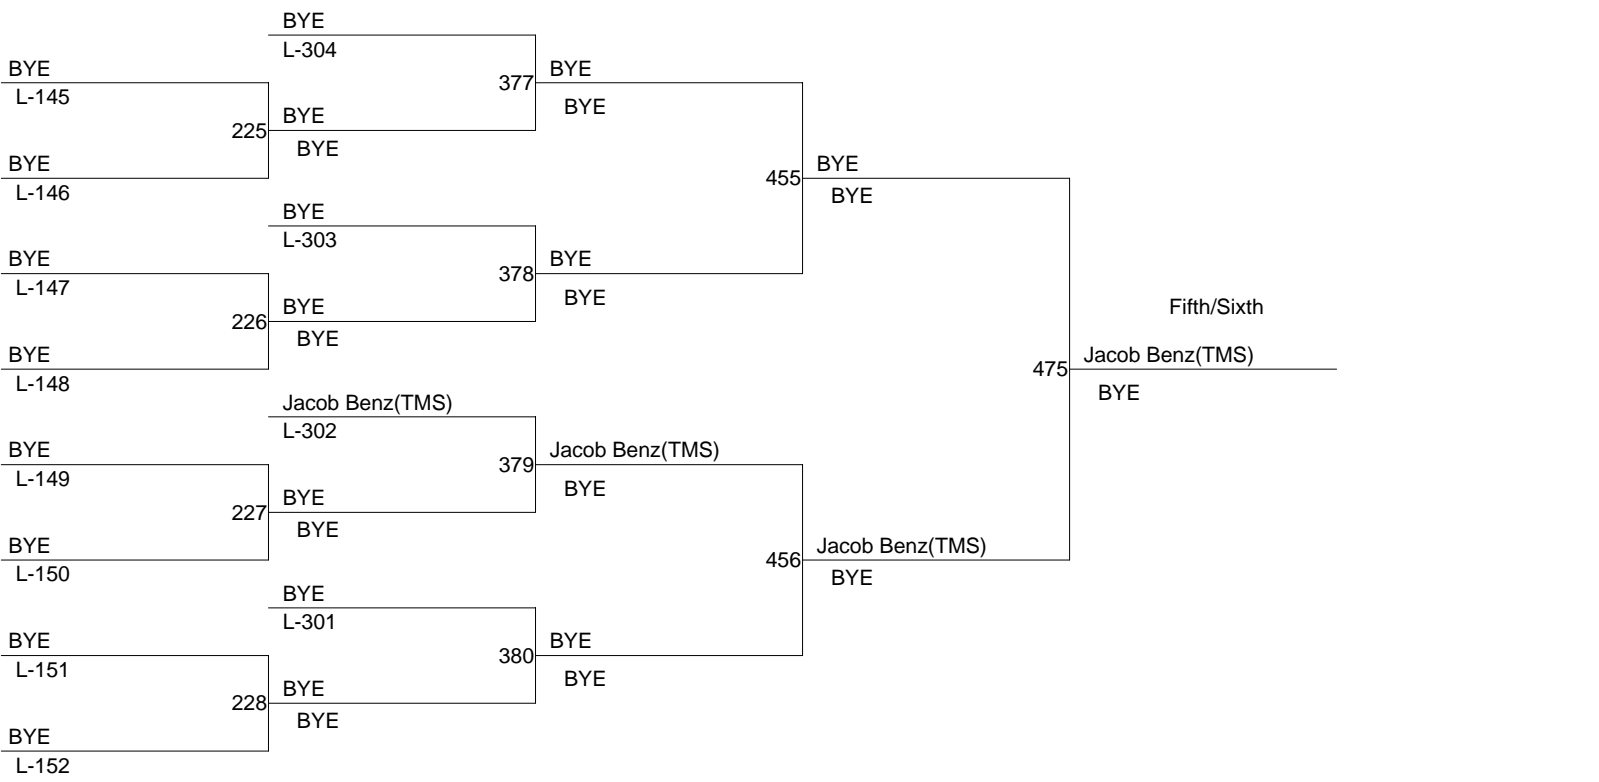 BYE
L-304
BYE
377 BYE
L-145
BYE
BYE
225
BYE
BYE
455 BYE
L-146
BYE
BYE
L-303
BYE
378 BYE
L-147
BYE
BYE
Fifth/Sixth
226
BYE
BYE
475 Jacob Benz(TMS)
L-148
BYE
Jacob Benz(TMS)
L-302
BYE
379 Jacob Benz(TMS)
L-149
BYE
BYE
227
BYE
BYE
456 Jacob Benz(TMS)
L-150
BYE
BYE
L-301
BYE
380 BYE
L-151
BYE
BYE
228
BYE
BYE
L-152